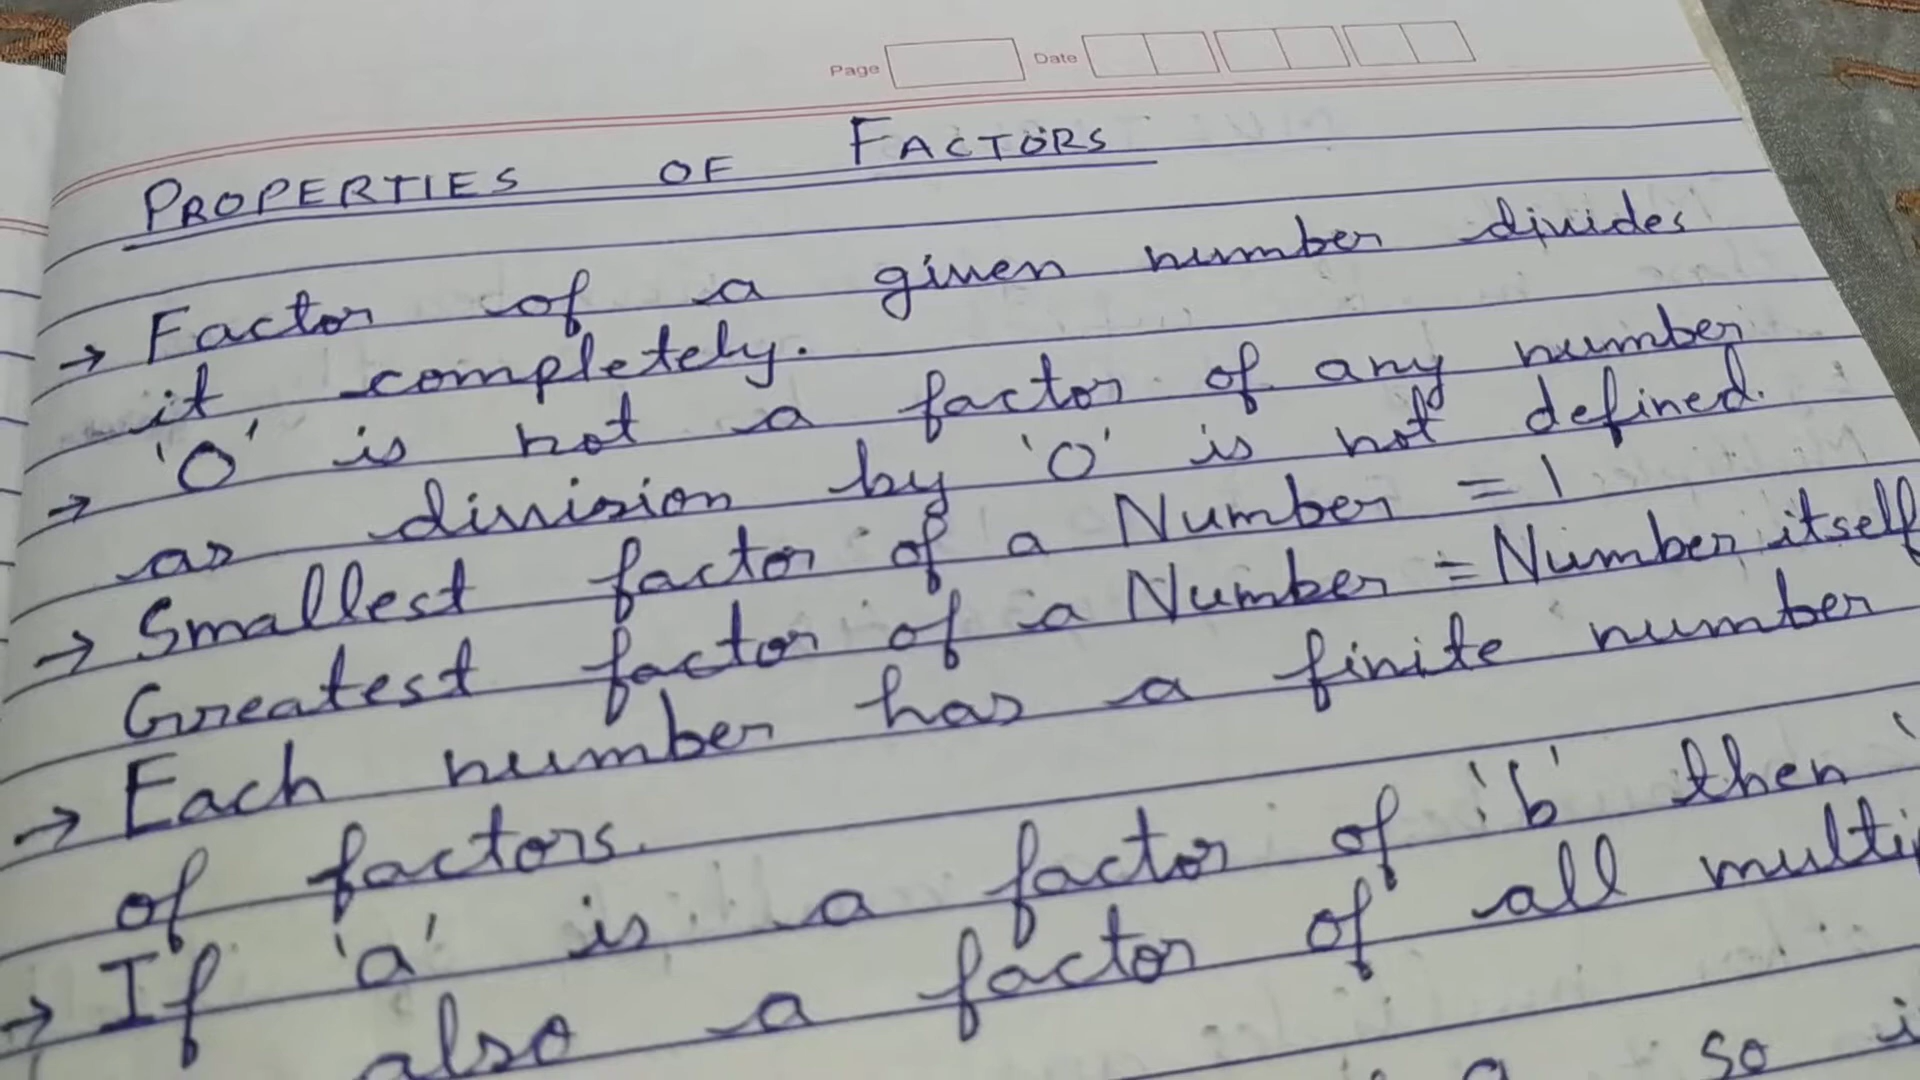 Page Date
PROPERTIES OF FACTORS
→ Factor of a given number divides
it completely.
→ '0' is not a factor of any number
as division by '0' is not defined.
→ Smallest factor of a Number = 1
Greatest factor of a Number = Number itself
→ Each number has a finite number
of factors.
→ If 'a' is a factor of 'b' then
also a factor of all
so